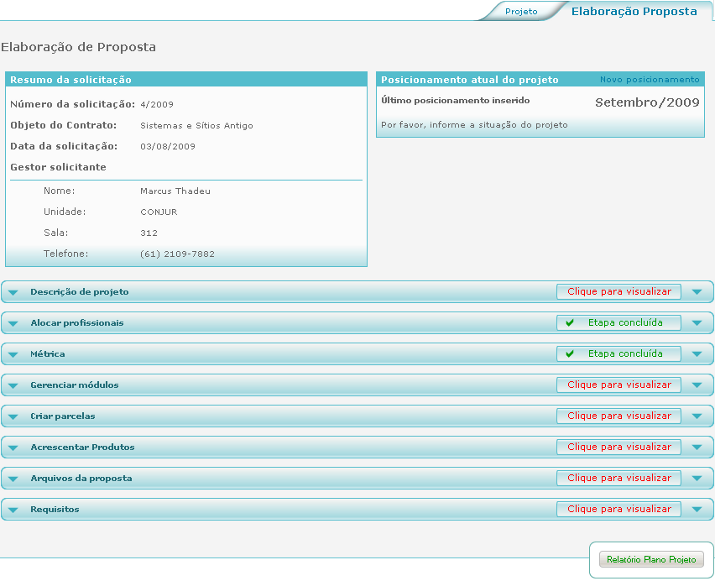 Projeto
Elaboração Proposta
Elaboração de Proposta
Resumo da solicitação
Número da solicitação: 4/2009
Objeto do Contrato: Sistemas e Sítios Antigo
Data da solicitação: 03/08/2009
Gestor solicitante
Nome: Marcus Thadeu
Unidade: CONJUR
Sala: 312
Telefone: (61) 2109-7882
Posicionamento atual do projeto Novo posicionamento
Último posicionamento inserido Setembro/2009
Por favor, informe a situação do projeto
Descrição de projeto Clique para visualizar
Alocar profissionais Etapa concluída
Métrica Etapa concluída
Gerenciar módulos Clique para visualizar
Criar parcelas Clique para visualizar
Acrescentar Produtos Clique para visualizar
Arquivos da proposta Clique para visualizar
Requisitos Clique para visualizar
Relatório Plano Projeto